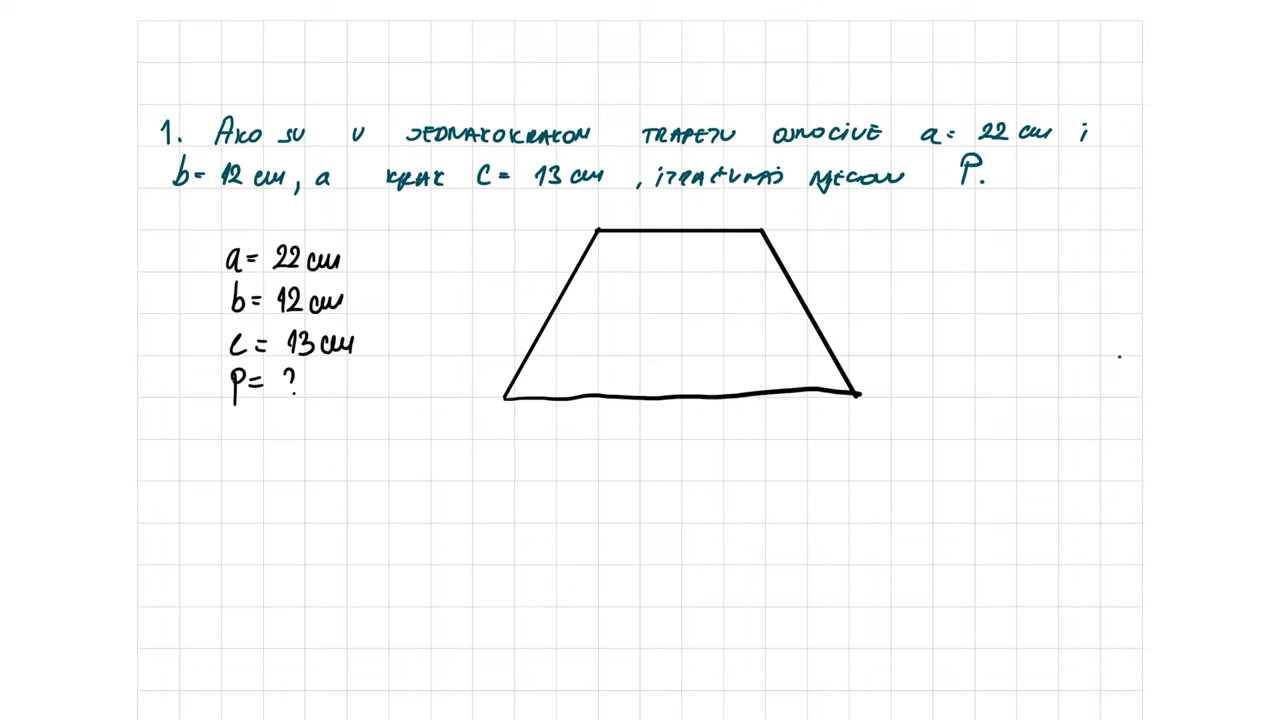 1. AKO SU U JEDNAKOKRAKOM TRAPEZU OSNOVICE a = 22 cm i
b = 12 cm, a KRAK C = 13 cm, IZRAČUNAJ NJEGOVU P.
a = 22 cm
b = 12 cm
c = 13 cm
P = ?